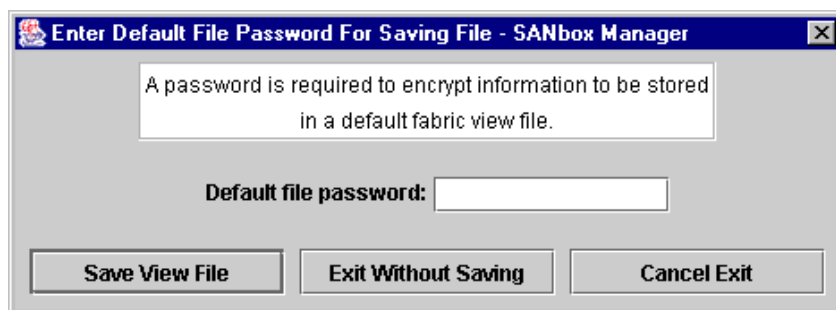 Enter Default File Password For Saving File - SANbox Manager
A password is required to encrypt information to be stored
in a default fabric view file.
Default file password:
Save View File Exit Without Saving Cancel Exit